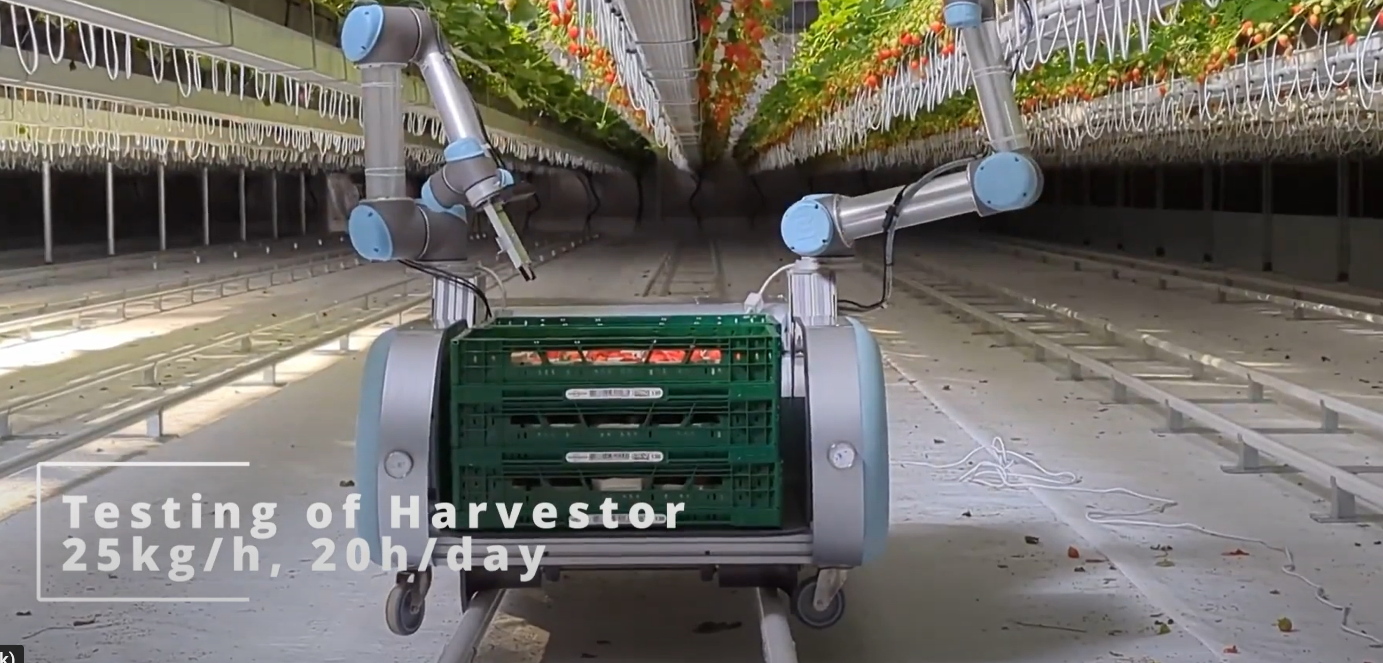 Testing of Harvestor
25kg/h, 20h/day
k)